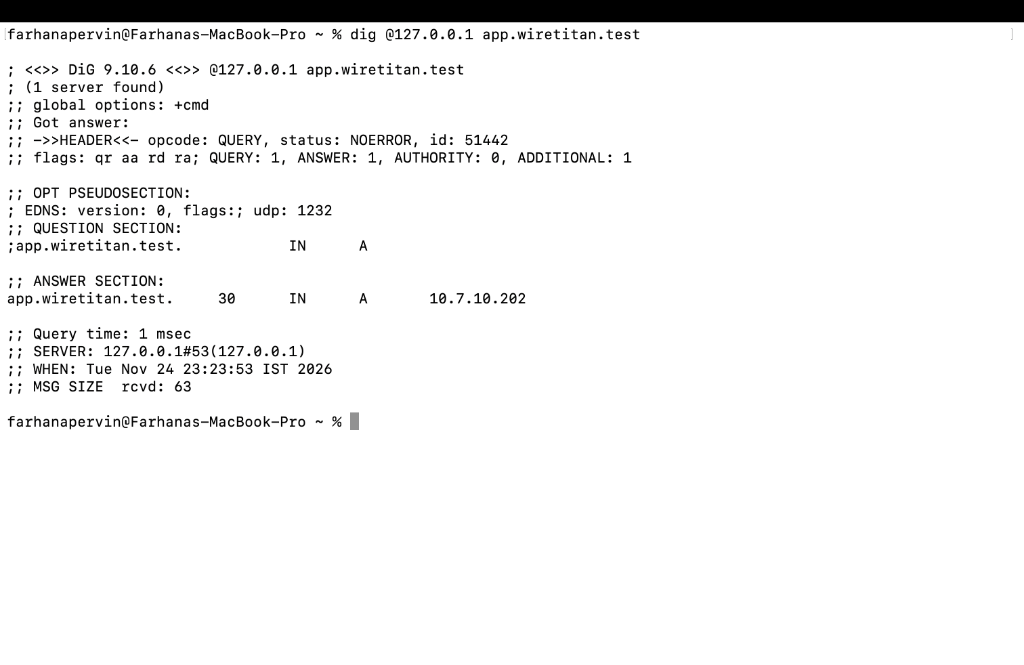 farhanapervin@Farhanas-MacBook-Pro ~ % dig @127.0.0.1 app.wiretitan.test
; <<>> DiG 9.10.6 <<>> @127.0.0.1 app.wiretitan.test
; (1 server found)
;; global options: +cmd
;; Got answer:
;; ->>HEADER<<- opcode: QUERY, status: NOERROR, id: 51442
;; flags: qr aa rd ra; QUERY: 1, ANSWER: 1, AUTHORITY: 0, ADDITIONAL: 1
;; OPT PSEUDOSECTION:
; EDNS: version: 0, flags:; udp: 1232
;; QUESTION SECTION:
;app.wiretitan.test. IN A
;; ANSWER SECTION:
app.wiretitan.test. 30 IN A 10.7.10.202
;; Query time: 1 msec
;; SERVER: 127.0.0.1#53(127.0.0.1)
;; WHEN: Tue Nov 24 23:23:53 IST 2026
;; MSG SIZE rcvd: 63
farhanapervin@Farhanas-MacBook-Pro ~ %